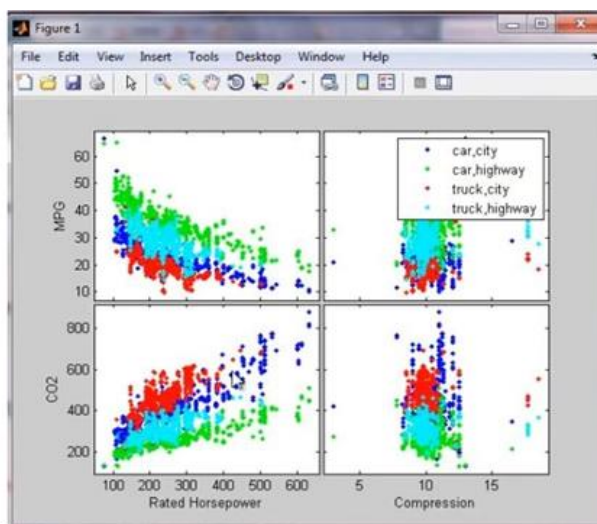 Figure 1
File Edit View Insert Tools Desktop Window Help
car,city
car,highway
truck,city
truck,highway
60
50
40
30
20
10
MPG
800
600
400
200
CO2
100 200 300 400 500 600
5 10 15
Rated Horsepower
Compression